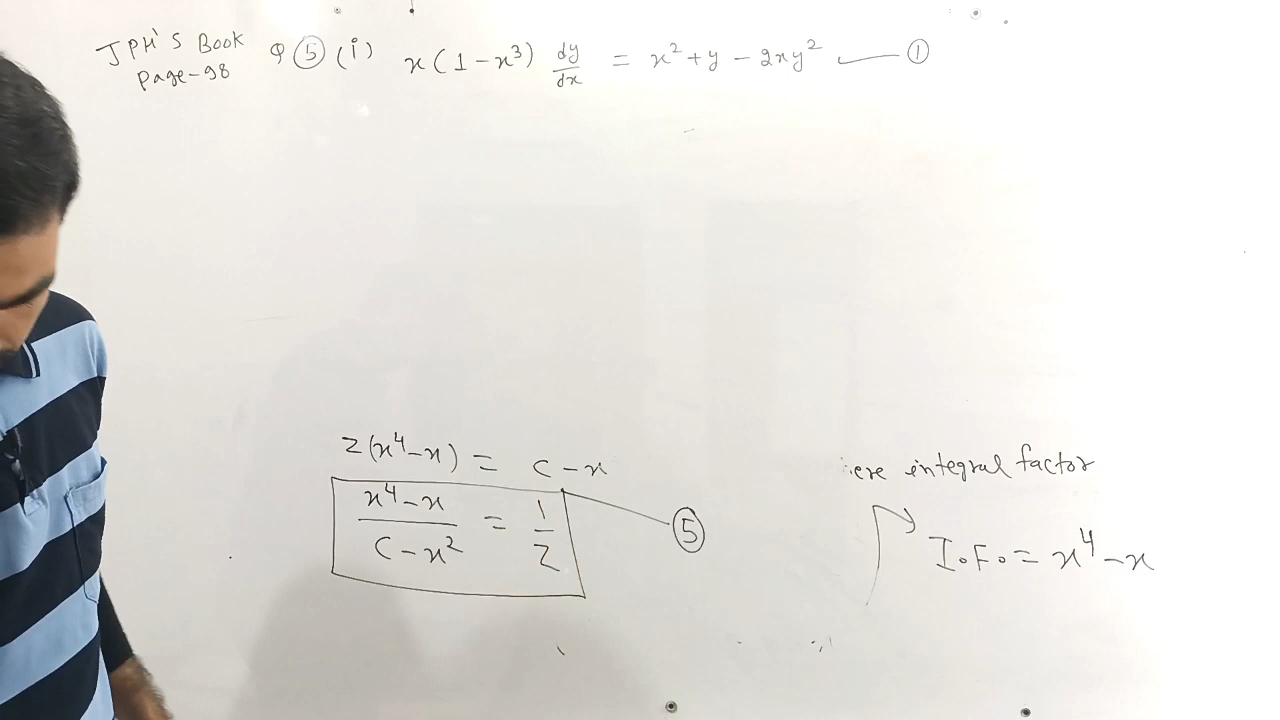 JPH'S Book Q ⑤ (i) x(1-x³) dy/dx = x²+y-2xy² — ①
Page-98
z(x⁴-x) = c-x
(x⁴-x)/(c-x²) = 1/z — ⑤
ere integral factor
I.F. = x⁴-x